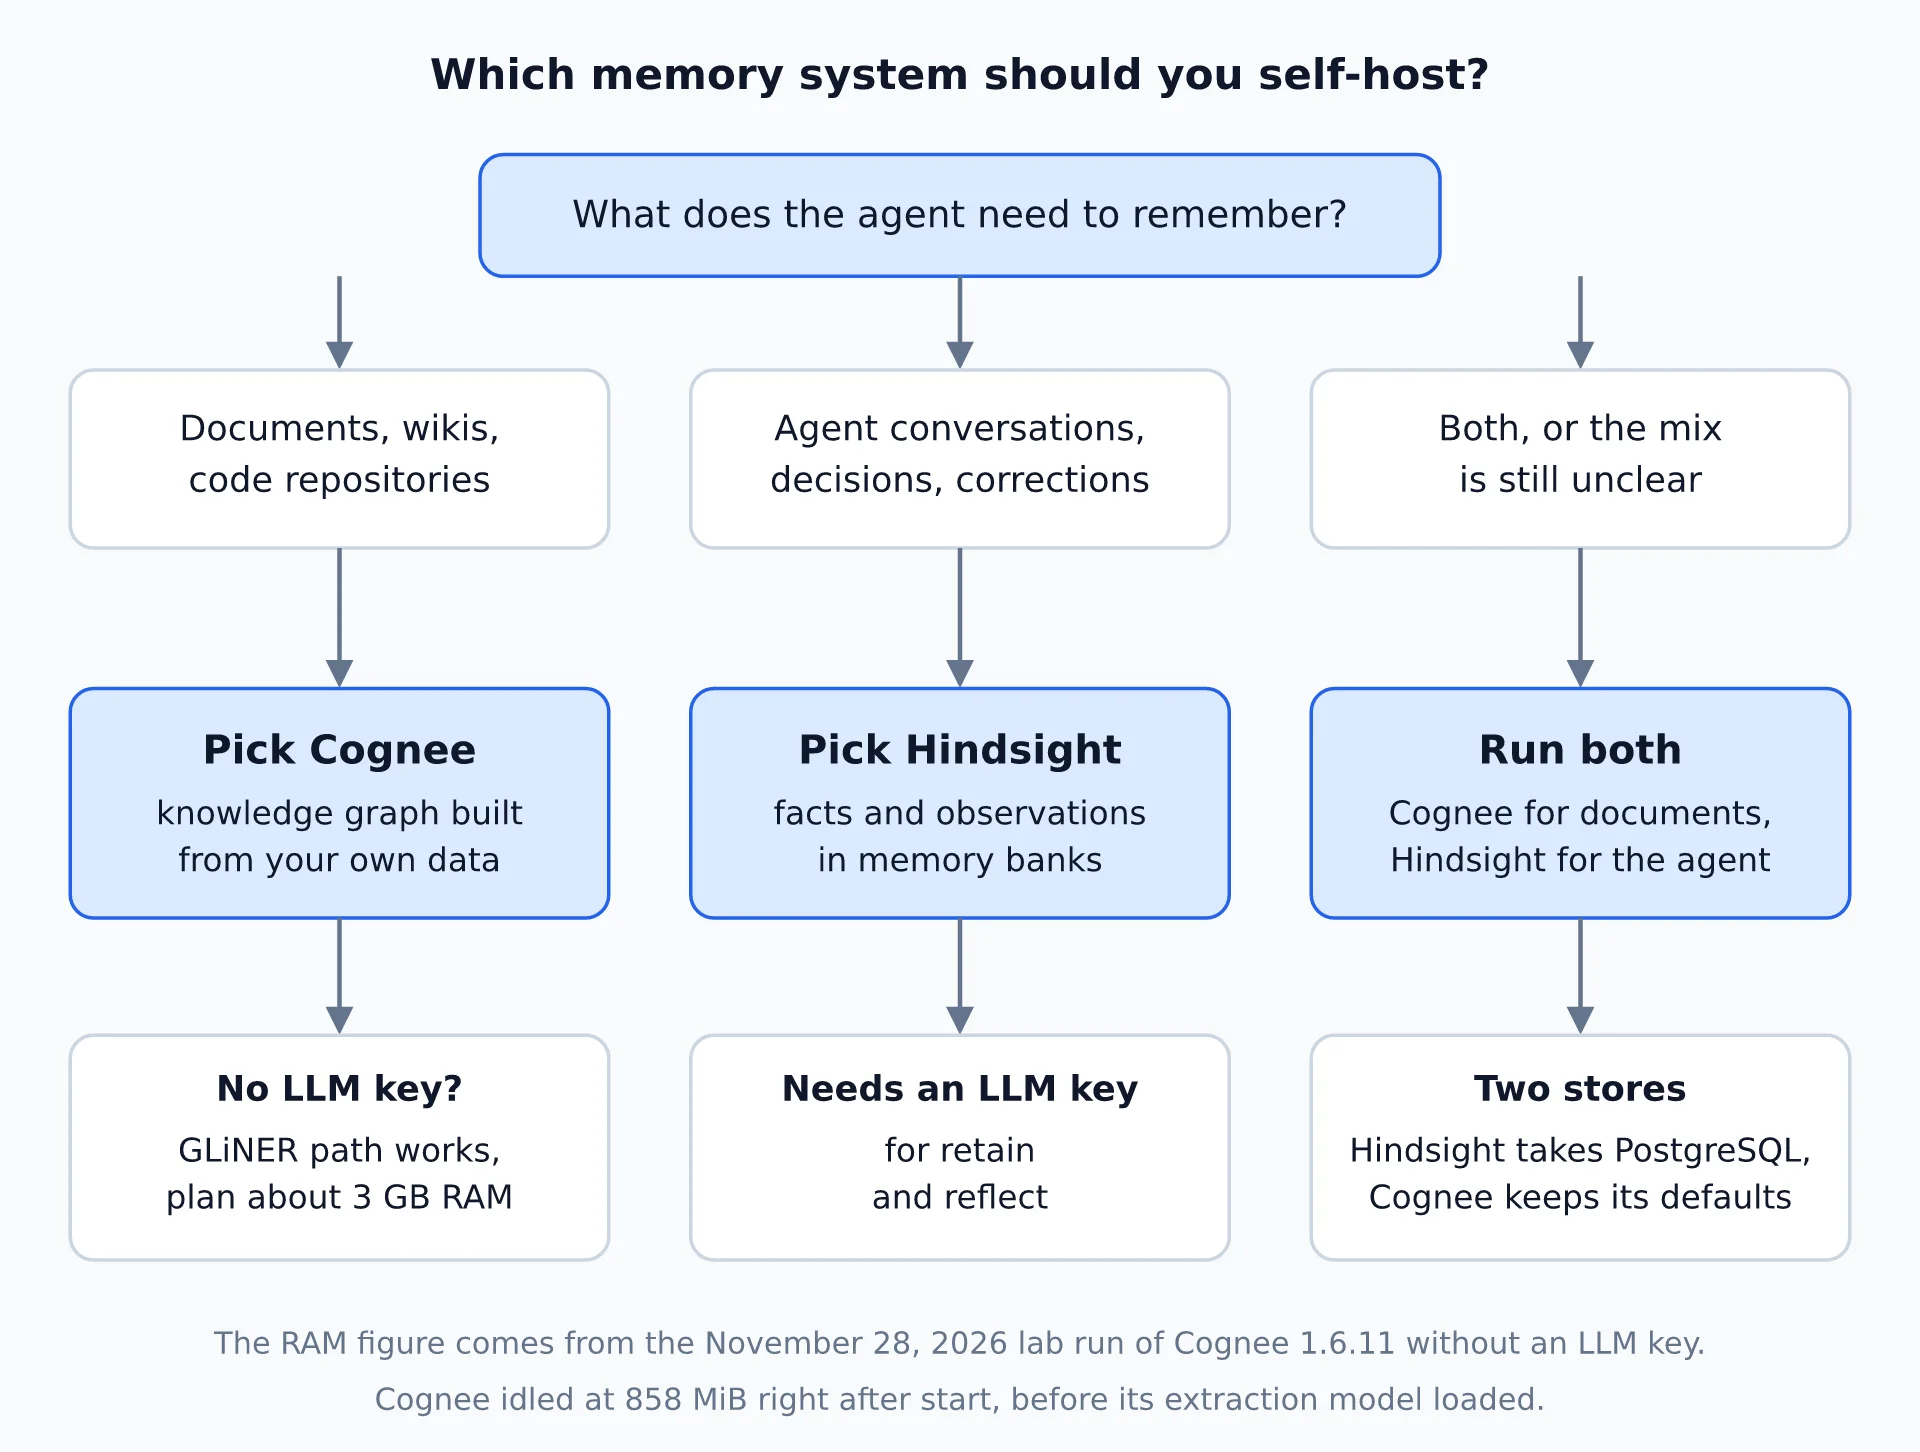 Which memory system should you self-host?
What does the agent need to remember?
Documents, wikis,
code repositories
Agent conversations,
decisions, corrections
Both, or the mix
is still unclear
Pick Cognee
knowledge graph built
from your own data
Pick Hindsight
facts and observations
in memory banks
Run both
Cognee for documents,
Hindsight for the agent
No LLM key?
GLiNER path works,
plan about 3 GB RAM
Needs an LLM key
for retain
and reflect
Two stores
Hindsight takes PostgreSQL,
Cognee keeps its defaults
The RAM figure comes from the November 28, 2026 lab run of Cognee 1.6.11 without an LLM key.
Cognee idled at 858 MiB right after start, before its extraction model loaded.